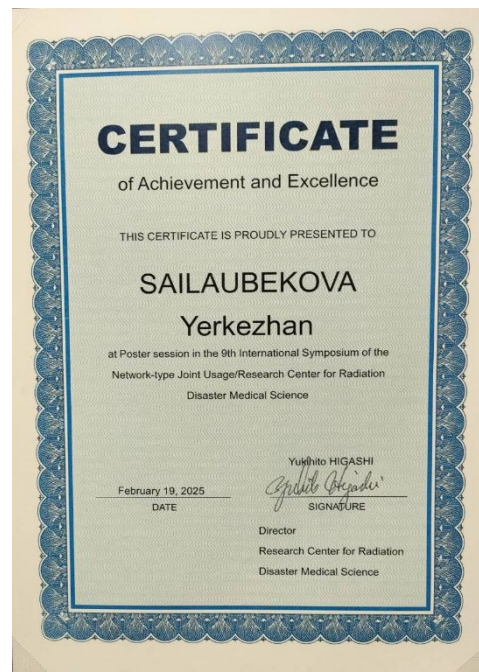 CERTIFICATE
of Achievement and Excellence
THIS CERTIFICATE IS PROUDLY PRESENTED TO
SAILAUBEKOVA
Yerkezhan
at Poster session in the 9th International Symposium of the
Network-type Joint Usage/Research Center for Radiation
Disaster Medical Science
Yukihito HIGASHI
Yukihito Higashi
February 19, 2025
DATE
SIGNATURE
Director
Research Center for Radiation
Disaster Medical Science